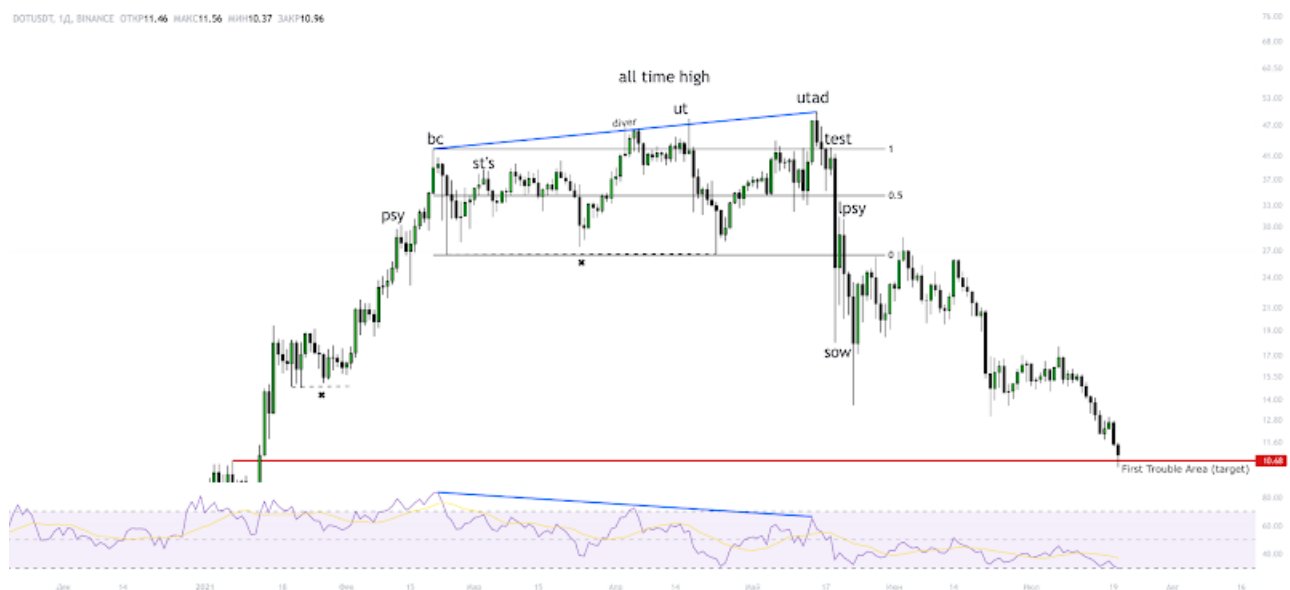 DOTUSDT, 1Д, BINANCE ОТКР11.46 МАКС11.56 МИН10.37 ЗАКР10.96
76.00
68.00
60.50
all time high
utad
53.00
ut
diver
47.00
bc
test
1
41.00
st's
37.00
0.5
33.00
psy
lpsy
30.00
27.00
0
24.00
21.00
19.00
sow
17.00
15.50
14.00
12.80
11.60
10.68
First Trouble Area (target)
80.00
60.00
40.00
Дек 14 2021 18 Фев 15 Мар 15 Апр 14 Май 17 Июн 14 Июл 19 Авг 16